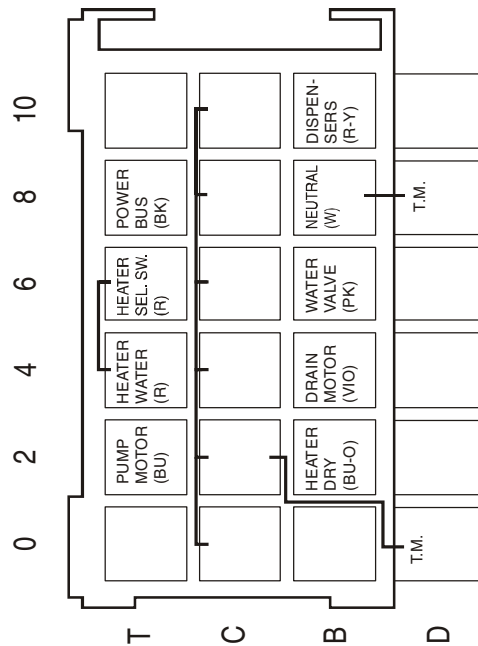 0
2
4
6
8
10
T
PUMP
MOTOR
(BU)
HEATER
WATER
(R)
HEATER
SEL. SW.
(R)
POWER
BUS
(BK)
C
B
HEATER
DRY
(BU-O)
DRAIN
MOTOR
(VIO)
WATER
VALVE
(PK)
NEUTRAL
(W)
DISPEN-
SERS
(R-Y)
D
T.M.
T.M.